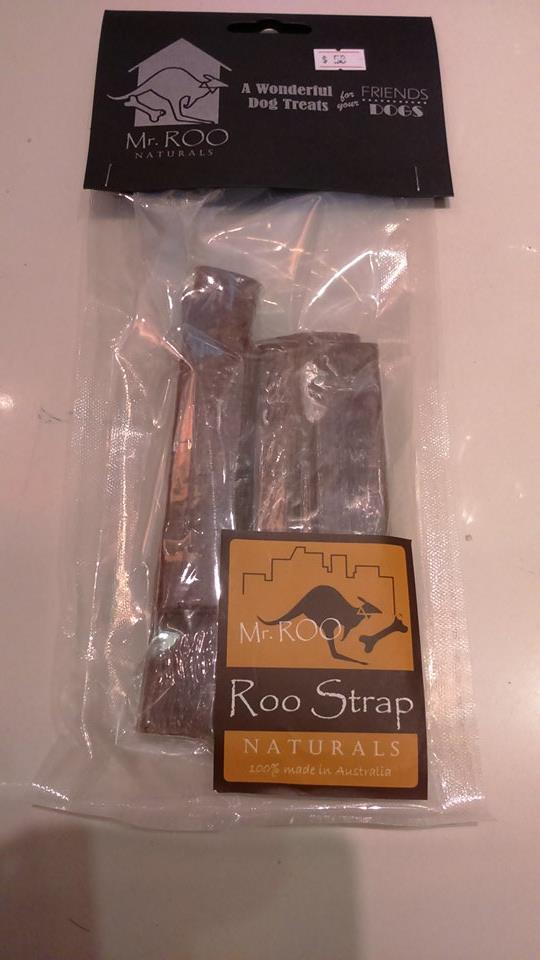 $ 58
A Wonderful
Dog Treats
for
your
FRIENDS
DOGS
Mr. ROO
NATURALS
Mr. ROO
Roo Strap
NATURALS
100% made in Australia